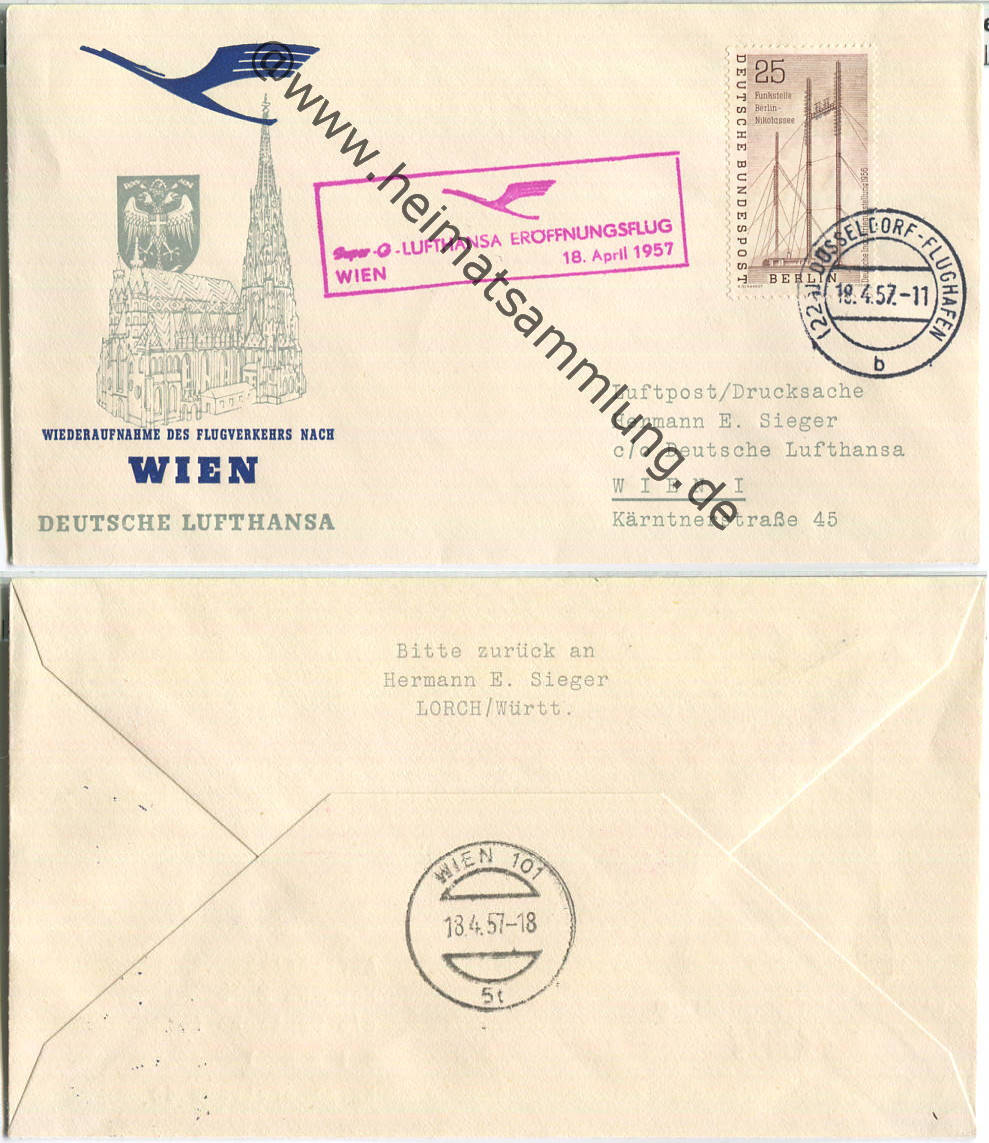 @www.heimatsammlung.de
Super-G-LUFTHANSA ERÖFFNUNGSFLUG
WIEN 18. April 1957
25
Funkstelle
Berlin-
Nikolassee
DEUTSCHE BUNDESPOST
BERLIN
(22a) DÜSSELDORF-FLUGHAFEN
18.4.57.-11
b
WIEDERAUFNAHME DES FLUGVERKEHRS NACH
WIEN
DEUTSCHE LUFTHANSA
Luftpost/Drucksache
Hermann E. Sieger
c/o Deutsche Lufthansa
WIEN I
Kärntnerstraße 45
Bitte zurück an
Hermann E. Sieger
LORCH/Württ.
WIEN 101
18.4.57-18
5t